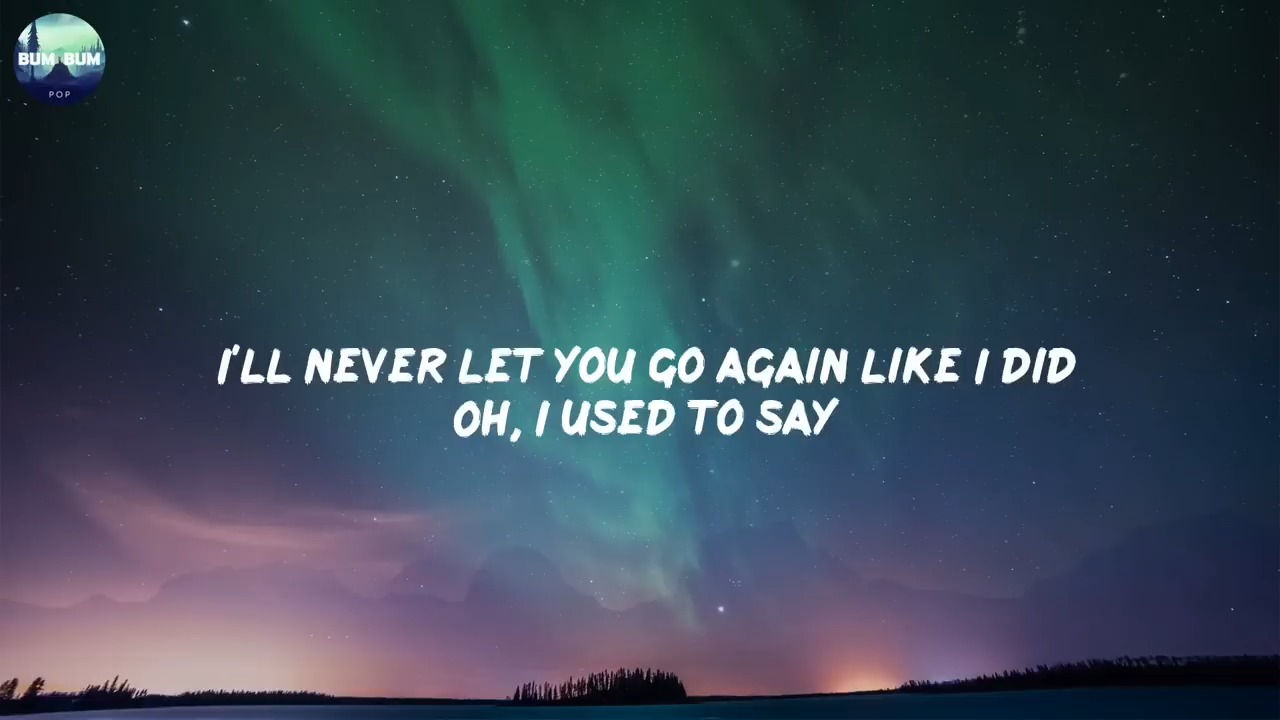 BUM BUM
POP
I'LL NEVER LET YOU GO AGAIN LIKE I DID
OH, I USED TO SAY